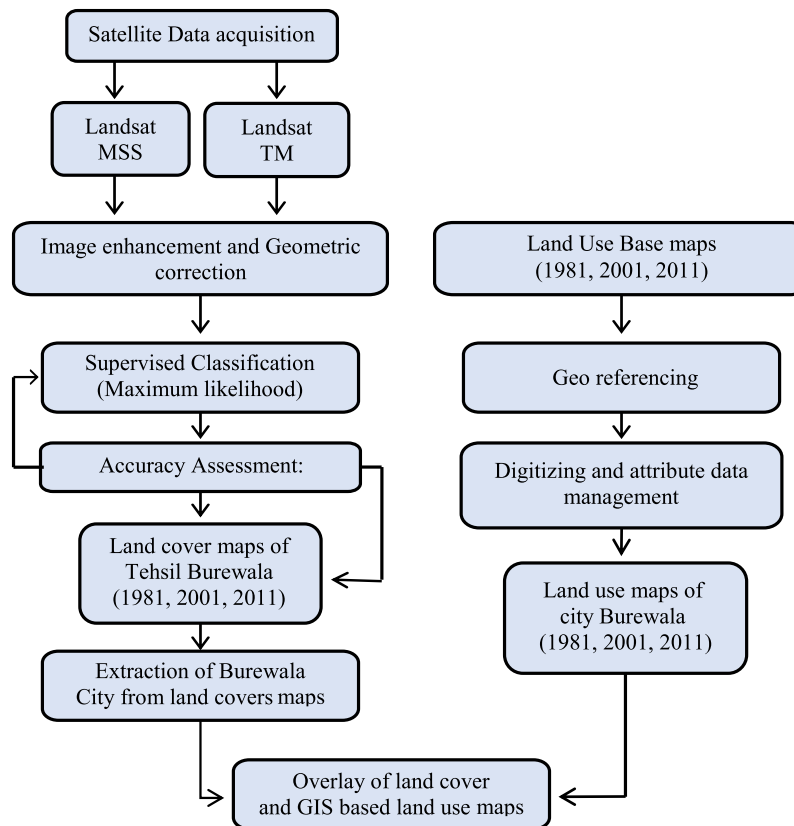 Satellite Data acquisition
Landsat
MSS
Landsat
TM
Image enhancement and Geometric
correction
Land Use Base maps
(1981, 2001, 2011)
Supervised Classification
(Maximum likelihood)
Geo referencing
Accuracy Assessment:
Digitizing and attribute data
management
Land cover maps of
Tehsil Burewala
(1981, 2001, 2011)
Land use maps of
city Burewala
(1981, 2001, 2011)
Extraction of Burewala
City from land covers maps
Overlay of land cover
and GIS based land use maps